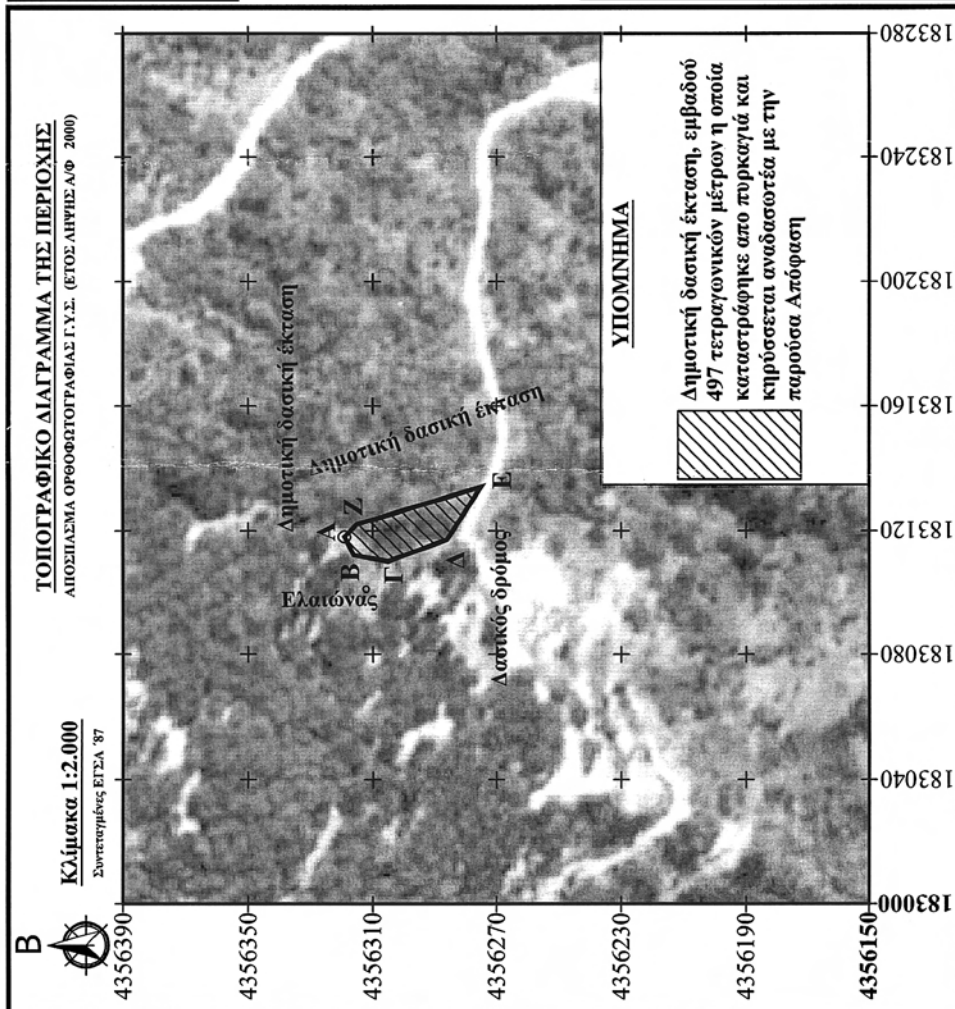 ΤΟΠΟΓΡΑΦΙΚΟ ΔΙΑΓΡΑΜΜΑ ΤΗΣ ΠΕΡΙΟΧΗΣ
ΑΠΟΣΠΑΣΜΑ ΟΡΘΟΦΩΤΟΓΡΑΦΙΑΣ Γ.Υ.Σ. (ΕΤΟΣ ΛΗΨΗΣ Α/Φ 2000)
Κλίμακα 1:2.000
Συντεταγμένες ΕΓΣΑ '87
Β
4356390
4356350
4356310
4356270
4356230
4356190
4356150
183000
183040
183080
183120
183160
183200
183240
183280
Δημοτική δασική έκταση
Δημοτική δασική έκταση
Ελαιώνας
Δασικός δρόμος
Α
Β
Γ
Δ
Ε
Ζ
ΥΠΟΜΝΗΜΑ
Δημοτική δασική έκταση, εμβαδού
497 τετραγωνικών μέτρων η οποία
καταστράφηκε απο πυρκαγιά και
κηρύσσεται αναδασωτέα με την
παρούσα Απόφαση